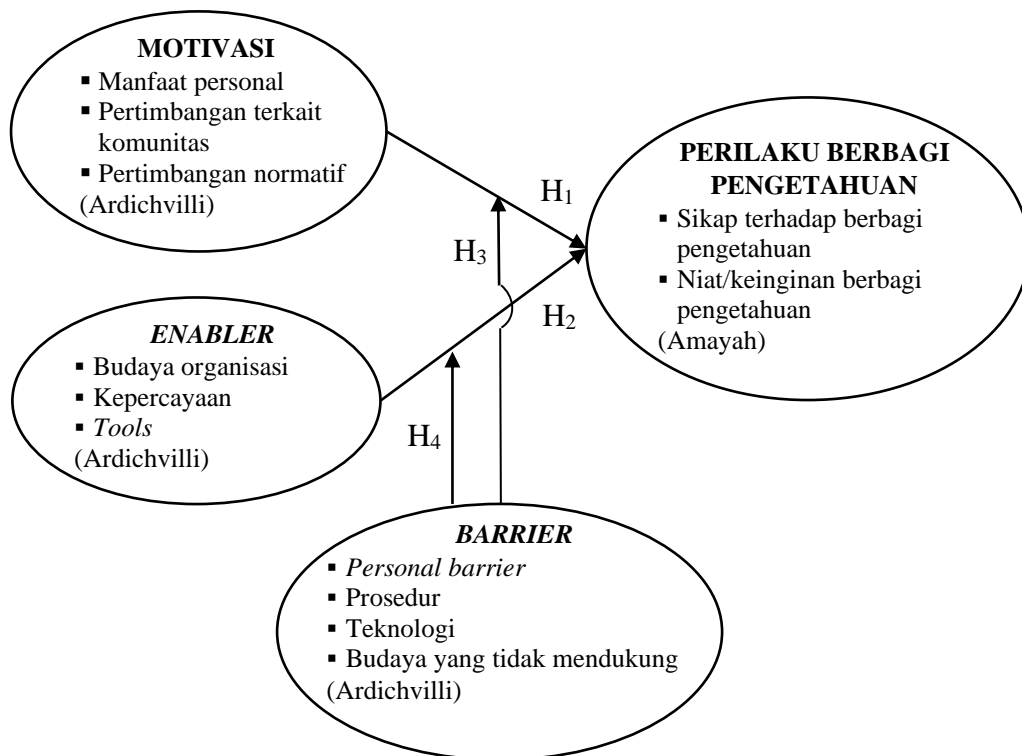 MOTIVASI
▪ Manfaat personal
▪ Pertimbangan terkait
komunitas
▪ Pertimbangan normatif
(Ardichvilli)
H₁
H₃
PERILAKU BERBAGI
PENGETAHUAN
▪ Sikap terhadap berbagi
pengetahuan
▪ Niat/keinginan berbagi
pengetahuan
(Amayah)
ENABLER
▪ Budaya organisasi
▪ Kepercayaan
▪ Tools
(Ardichvilli)
H₂
H₄
BARRIER
▪ Personal barrier
▪ Prosedur
▪ Teknologi
▪ Budaya yang tidak mendukung
(Ardichvilli)